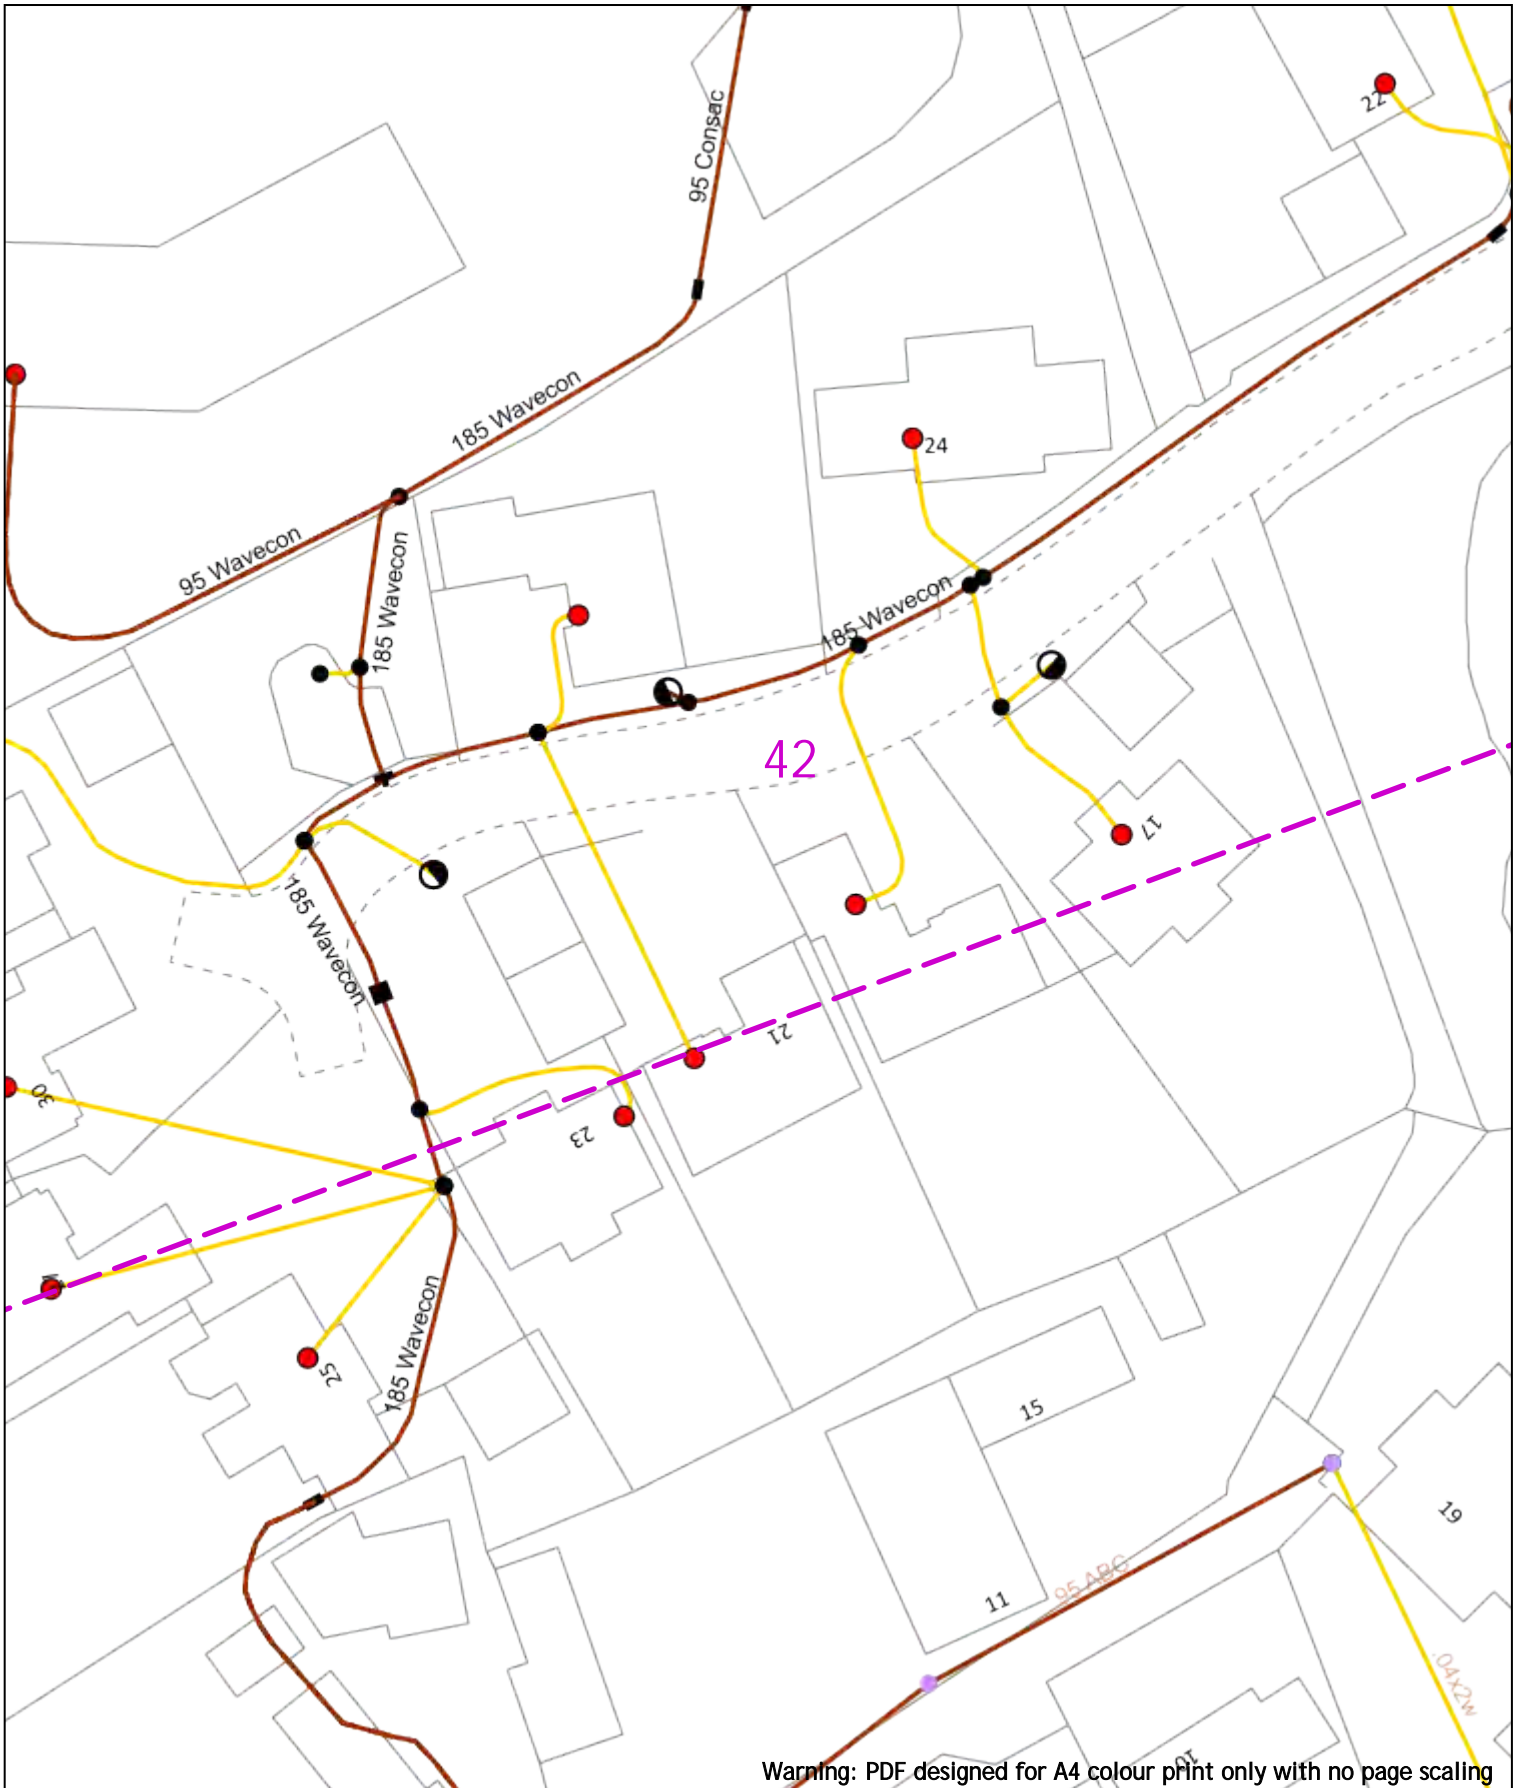 95 Consac
22
185 Wavecon
24
95 Wavecon
185 Wavecon
185 Wavecon
42
17
185 Wavecon
21
30
23
185 Wavecon
25
15
95 ABC
11
19
.04x2w
10
Warning: PDF designed for A4 colour print only with no page scaling